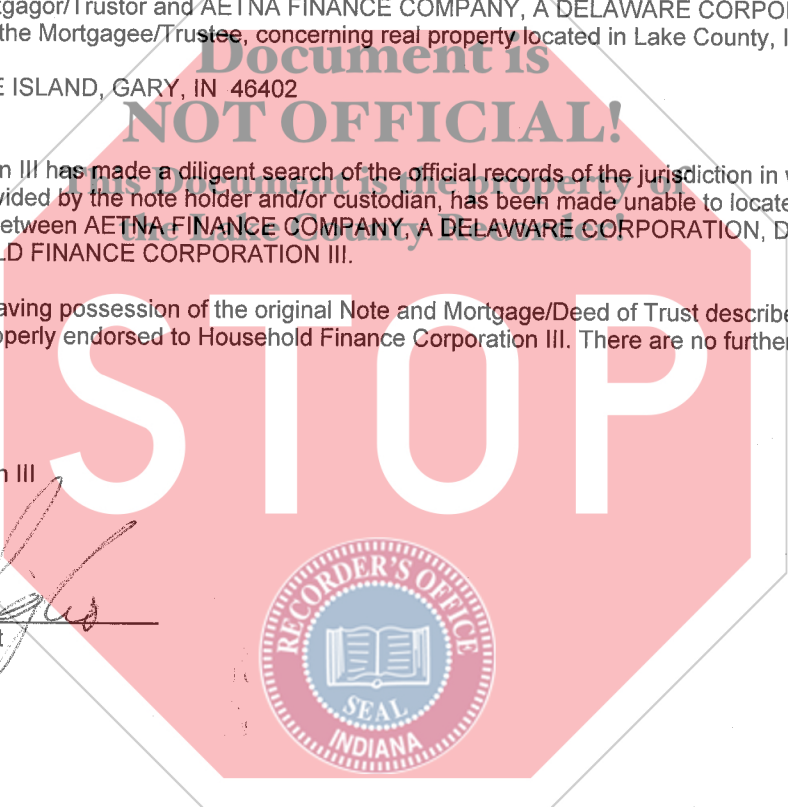 tgagor/Trustor and AETNA FINANCE COMPANY, A DELAWARE CORPO
the Mortgagee/Trustee, concerning real property located in Lake County, I
Document is
E ISLAND, GARY, IN 46402
NOT OFFICIAL!
n III has made a diligent search of the official records of the jurisdiction in
This Document is the property of
vided by the note holder and/or custodian, has been made unable to locate
etween AETNA FINANCE COMPANY, A DELAWARE CORPORATION, D
the Lake County Recorder!
LD FINANCE CORPORATION III.
aving possession of the original Note and Mortgage/Deed of Trust describe
operly endorsed to Household Finance Corporation III. There are no further
STOP
n III
t
RECORDER'S OFFICE
SEAL
INDIANA